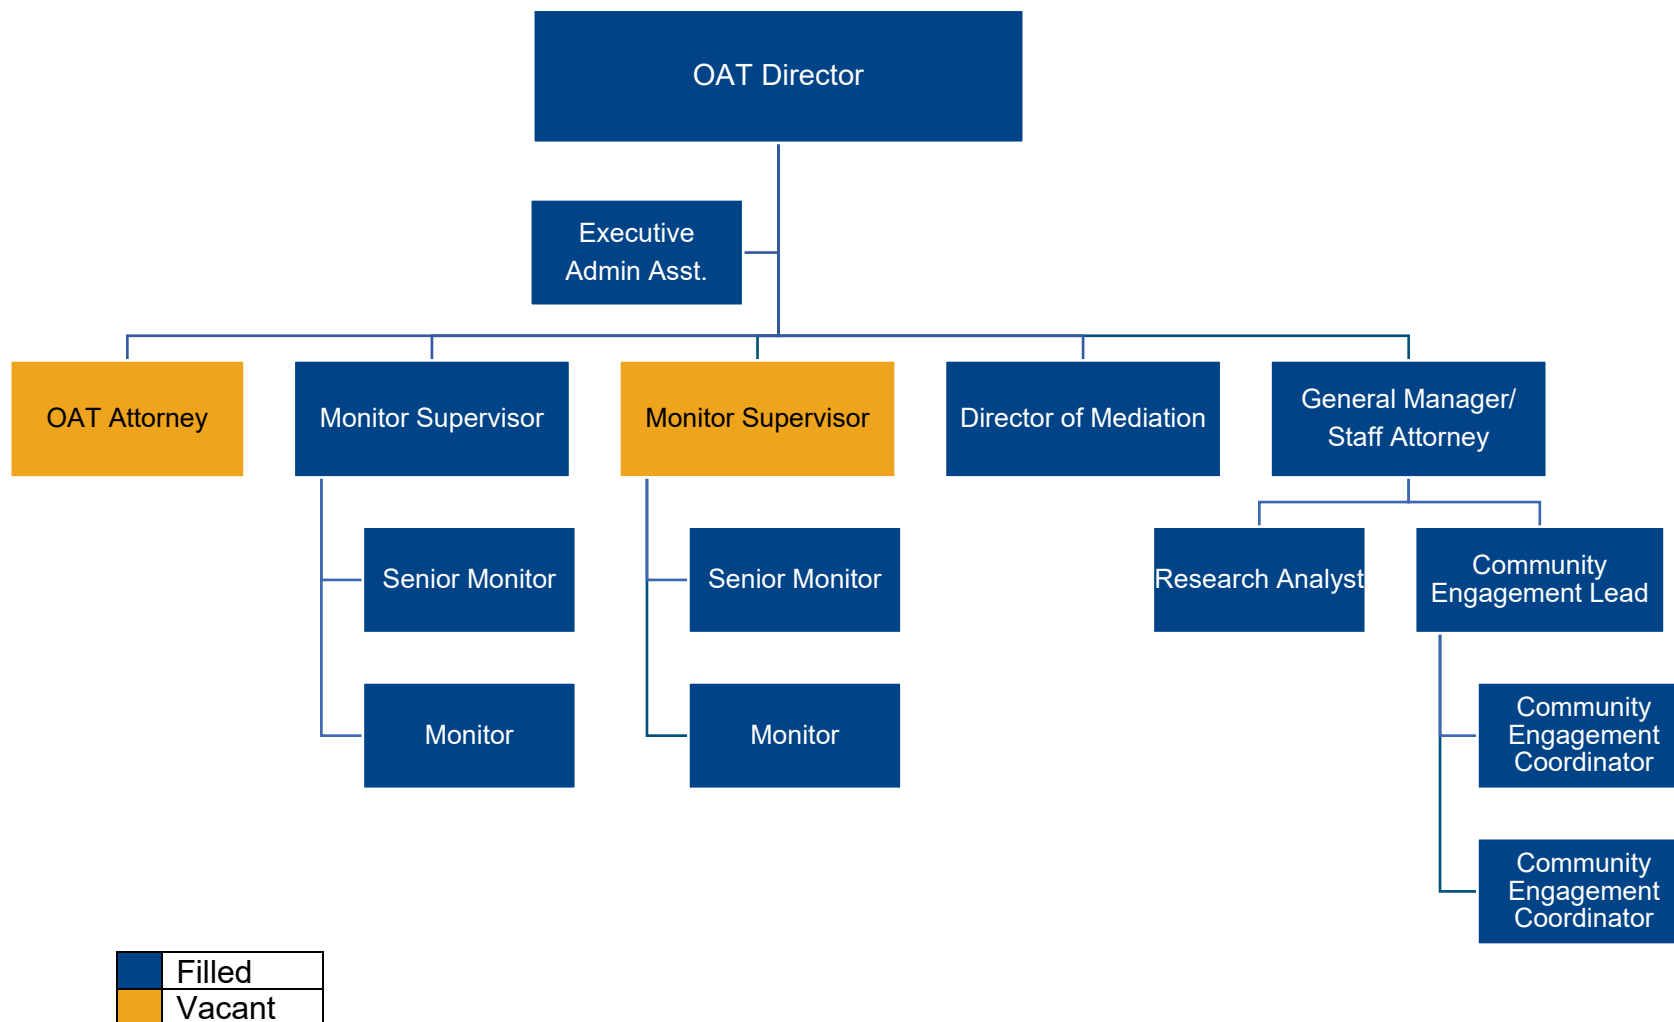 OAT Director
Executive
Admin Asst.
OAT Attorney
Monitor Supervisor
Monitor Supervisor
Director of Mediation
General Manager/
Staff Attorney
Senior Monitor
Senior Monitor
Research Analyst
Community
Engagement Lead
Monitor
Monitor
Community
Engagement
Coordinator
Community
Engagement
Coordinator
Filled
Vacant